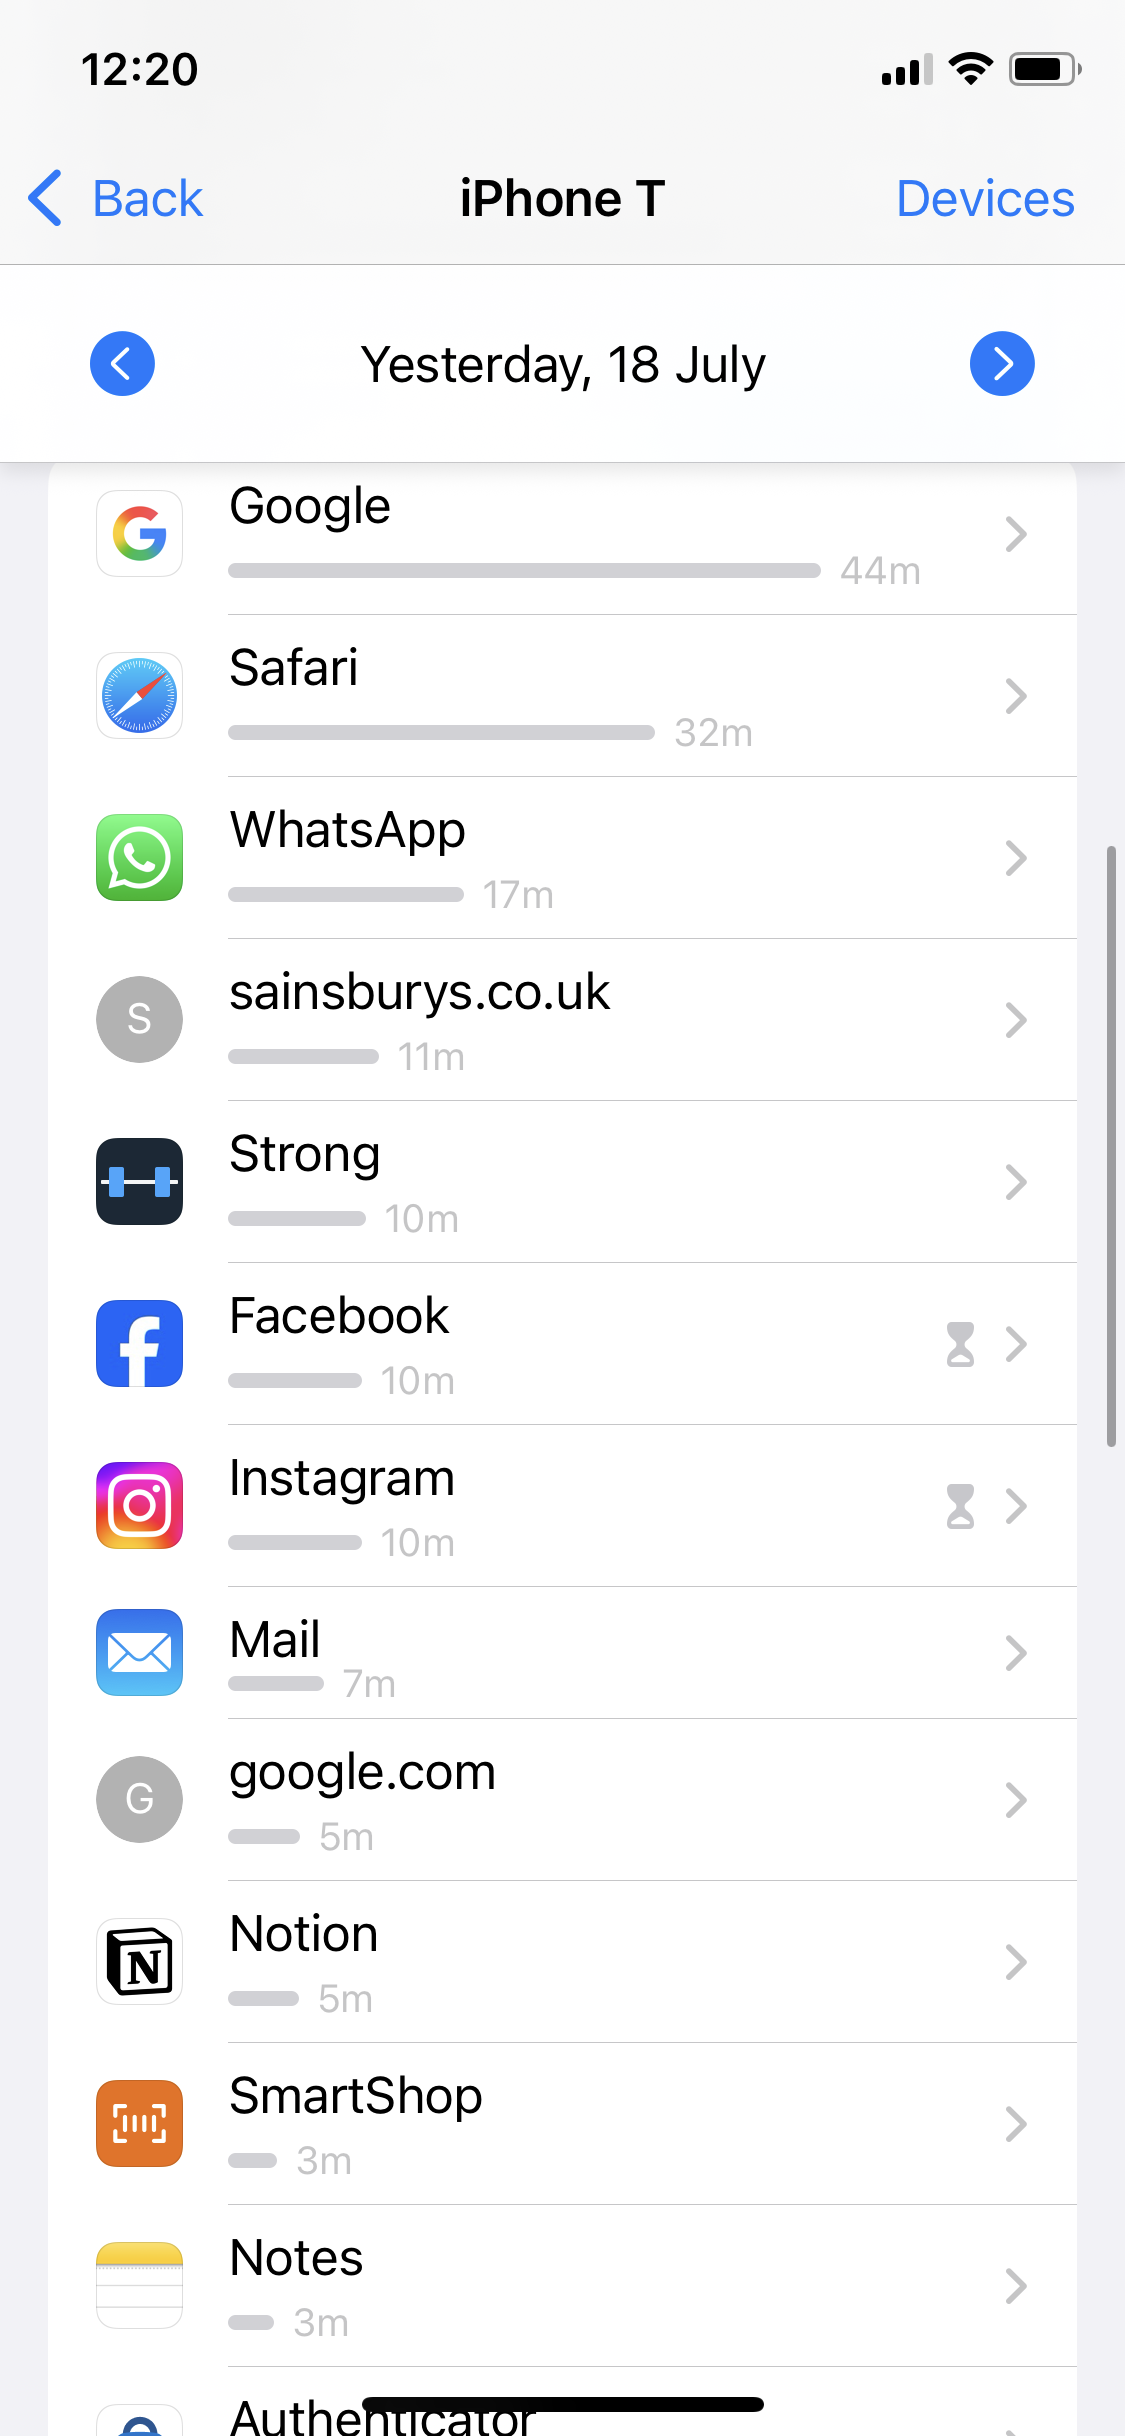 12:20
Back
iPhone T
Devices
Yesterday, 18 July
Google
44m
Safari
32m
WhatsApp
17m
S
sainsburys.co.uk
11m
Strong
10m
Facebook
10m
Instagram
10m
Mail
7m
G
google.com
5m
Notion
5m
SmartShop
3m
Notes
3m
Authenticator